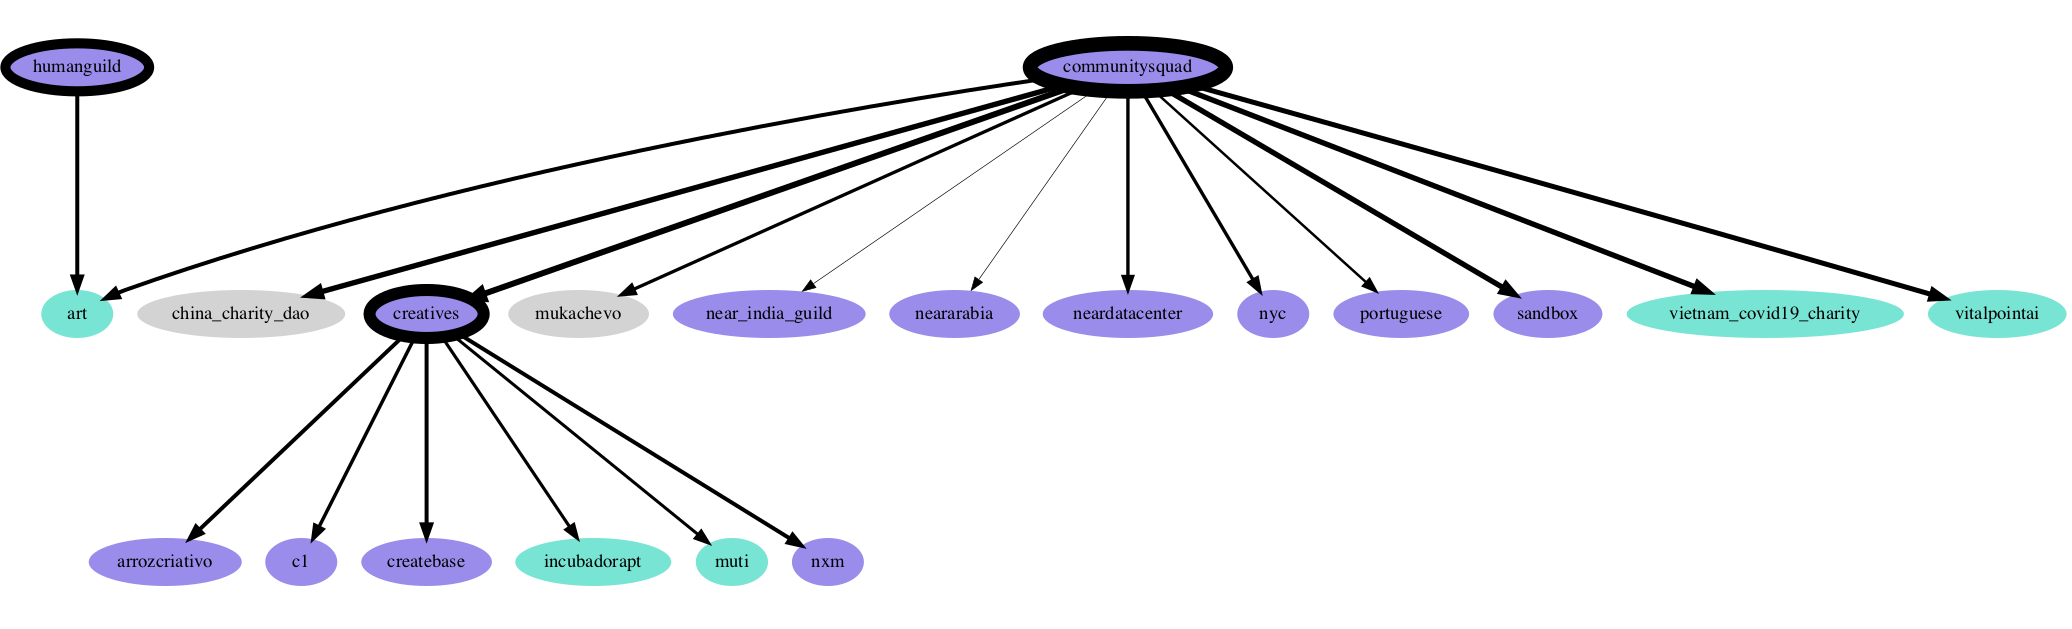 humanguild
communitysquad
art
china_charity_dao
creatives
mukachevo
near_india_guild
neararabia
neardatacenter
nyc
portuguese
sandbox
vietnam_covid19_charity
vitalpointai
arrozcriativo
c1
createbase
incubadorapt
muti
nxm